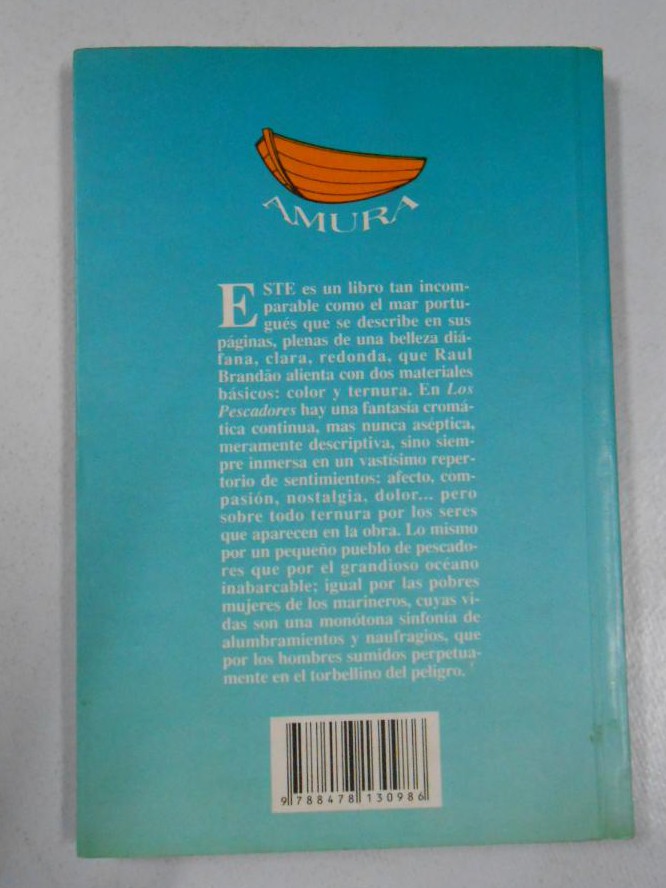 AMURA
ESTE es un libro tan incom-
parable como el mar portu-
gués que se describe en sus
páginas, plenas de una belleza diá-
fana, clara, redonda, que Raul
Brandão alienta con dos materiales
básicos: color y ternura. En Los
Pescadores hay una fantasía cromá-
tica continua, mas nunca aséptica,
meramente descriptiva, sino siem-
pre inmersa en un vastísimo reper-
torio de sentimientos: afecto, com-
pasión, nostalgia, dolor... pero
sobre todo ternura por los seres
que aparecen en la obra. Lo mismo
por un pequeño pueblo de pescado-
res que por el grandioso océano
inabarcable; igual por las pobres
mujeres de los marineros, cuyas vi-
das son una monótona sinfonía de
alumbramientos y naufragios, que
por los hombres sumidos perpetua-
mente en el torbellino del peligro.
9 788478 130986